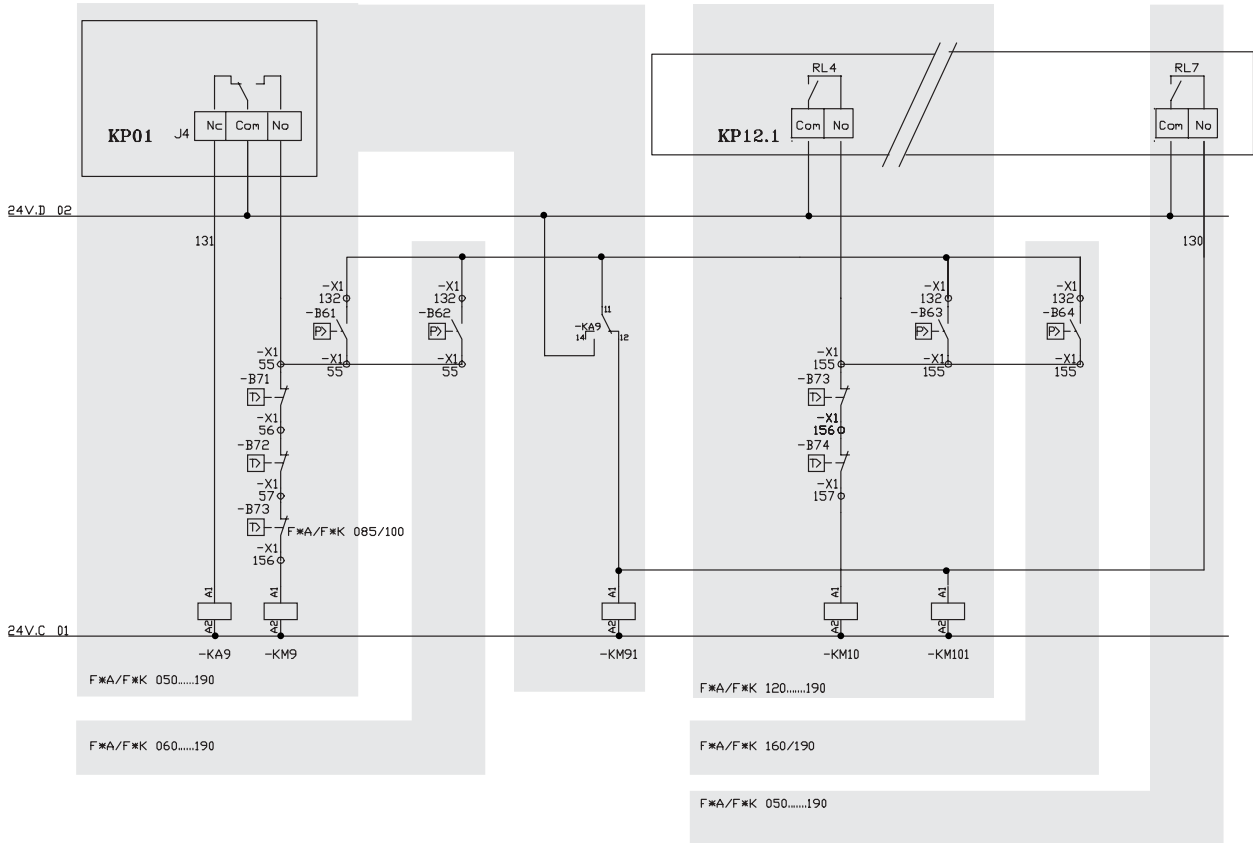 RL4
RL7
KP01
J4
Nc
Com
No
KP12.1
Com
No
Com
No
24V.D 02
131
130
-X1
132
-X1
132
-X1
132
-X1
132
-B61
P>
-B62
P>
-KA9
11
14
12
-B63
P>
-B64
P>
-X1
55
-X1
55
-X1
55
-X1
155
-X1
155
-X1
155
-B71
T>
-B73
T>
-X1
56
-X1
156
-B72
T>
-B74
T>
-X1
57
-X1
157
-B73
T>
F*A/F*K 085/100
-X1
156
A1
A1
A1
A1
A1
A2
A2
A2
A2
A2
24V.C 01
-KA9
-KM9
-KM91
-KM10
-KM101
F*A/F*K 050......190
F*A/F*K 120.......190
F*A/F*K 060......190
F*A/F*K 160/190
F*A/F*K 050.......190